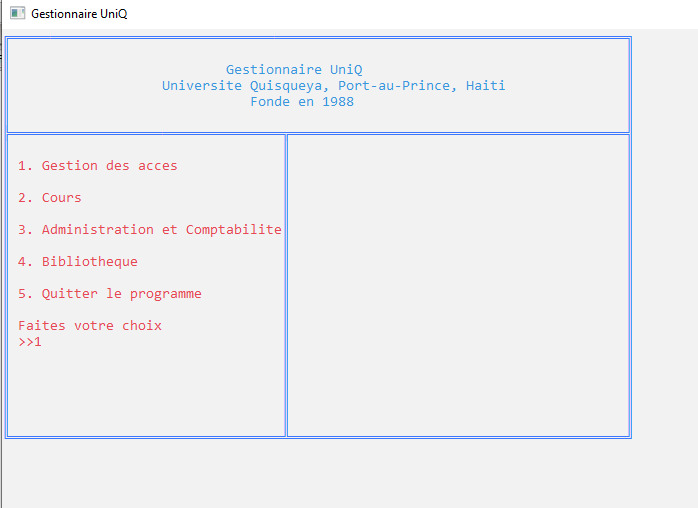 Gestionnaire UniQ
Gestionnaire UniQ
Universite Quisqueya, Port-au-Prince, Haiti
Fonde en 1988
1. Gestion des acces
2. Cours
3. Administration et Comptabilite
4. Bibliotheque
5. Quitter le programme
Faites votre choix
>>1